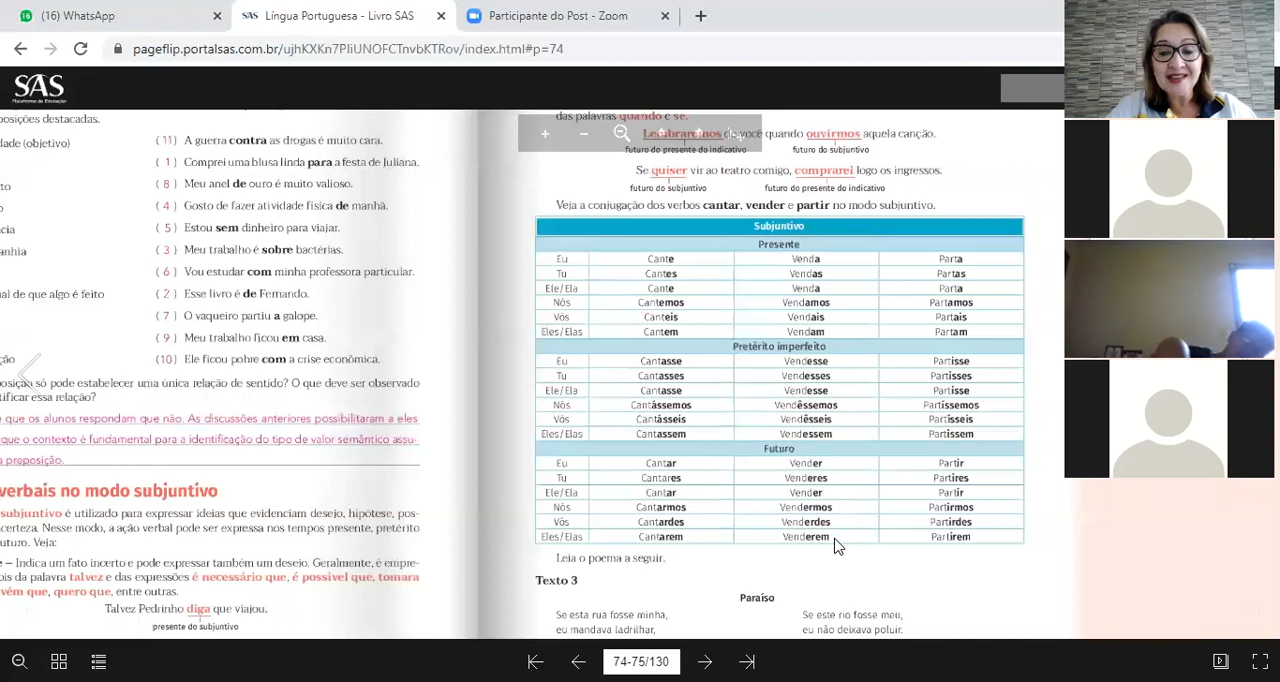 (16) WhatsApp
SAS Língua Portuguesa - Livro SAS
Participante do Post - Zoom
pageflip.portalsas.com.br/ujhKXKn7PliUNOFCTnvbKTRov/index.html#p=74
SAS
Plataforma de Educação
posições destacadas.
dade (objetivo)
(11) A guerra contra as drogas é muito cara.
( 1 ) Comprei uma blusa linda para a festa de Juliana.
( 8 ) Meu anel de ouro é muito valioso.
( 4 ) Gosto de fazer atividade física de manhã.
( 5 ) Estou sem dinheiro para viajar.
( 3 ) Meu trabalho é sobre bactérias.
( 6 ) Vou estudar com minha professora particular.
ial de que algo é feito
( 2 ) Esse livro é de Fernando.
( 7 ) O vaqueiro partiu a galope.
( 9 ) Meu trabalho ficou em casa.
(10) Ele ficou pobre com a crise econômica.
posição só pode estabelecer uma única relação de sentido? O que deve ser observado
tificar essa relação?
que os alunos respondam que não. As discussões anteriores possibilitaram a eles
que o contexto é fundamental para a identificação do tipo de valor semântico assu-
a preposição.
verbais no modo subjuntivo
subjuntivo é utilizado para expressar ideias que evidenciam desejo, hipótese, pos-
certeza. Nesse modo, a ação verbal pode ser expressa nos tempos presente, pretérito
uturo. Veja:
e – Indica um fato incerto e pode expressar também um desejo. Geralmente, é empre-
ois da palavra talvez e das expressões é necessário que, é possível que, tomara
vém que, quero que, entre outras.
Talvez Pedrinho diga que viajou.
presente do subjuntivo
das palavras quando e se.
Lembraremos de você quando ouvirmos aquela canção.
futuro do presente do indicativo futuro do subjuntivo
Se quiser vir ao teatro comigo, comprarei logo os ingressos.
futuro do subjuntivo futuro do presente do indicativo
Veja a conjugação dos verbos cantar, vender e partir no modo subjuntivo.
Subjuntivo
Presente
Eu Cante Venda Parta
Tu Cantes Vendas Partas
Ele/Ela Cante Venda Parta
Nós Cantemos Vendamos Partamos
Vós Canteis Vendais Partais
Eles/Elas Cantem Vendam Partam
Pretérito imperfeito
Eu Cantasse Vendesse Partisse
Tu Cantasses Vendesses Partisses
Ele/Ela Cantasse Vendesse Partisse
Nós Cantássemos Vendêssemos Partíssemos
Vós Cantásseis Vendêsseis Partísseis
Eles/Elas Cantassem Vendessem Partissem
Futuro
Eu Cantar Vender Partir
Tu Cantares Venderes Partires
Ele/Ela Cantar Vender Partir
Nós Cantarmos Vendermos Partirmos
Vós Cantardes Venderdes Partirdes
Eles/Elas Cantarem Venderem Partirem
Leia o poema a seguir.
Texto 3
Paraíso
Se esta rua fosse minha,
eu mandava ladrilhar,
Se este rio fosse meu,
eu não deixava poluir.
74-75/130